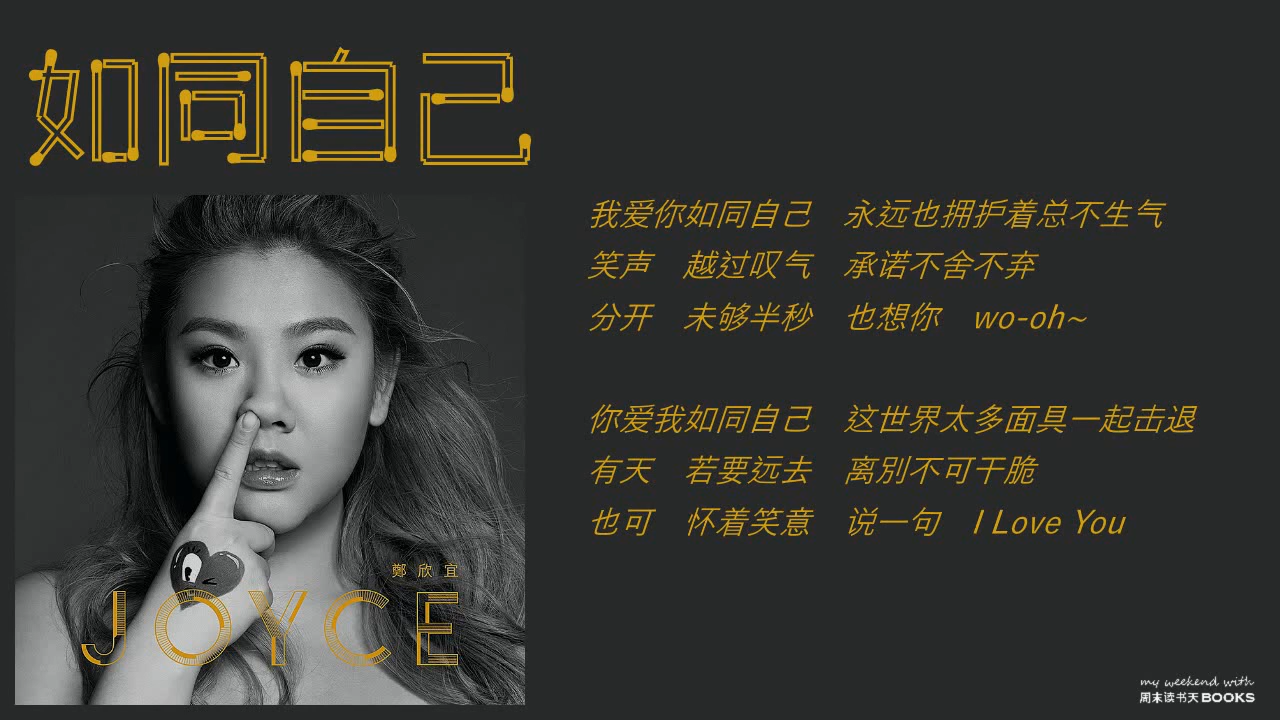 如同自己
我爱你如同自己 永远也拥护着总不生气
笑声 越过叹气 承诺不舍不弃
分开 未够半秒 也想你 wo-oh~
你爱我如同自己 这世界太多面具一起击退
有天 若要远去 离别不可干脆
也可 怀着笑意 说一句 I Love You
鄭欣宜
JOYCE
my weekend with
周末读书天BOOKS